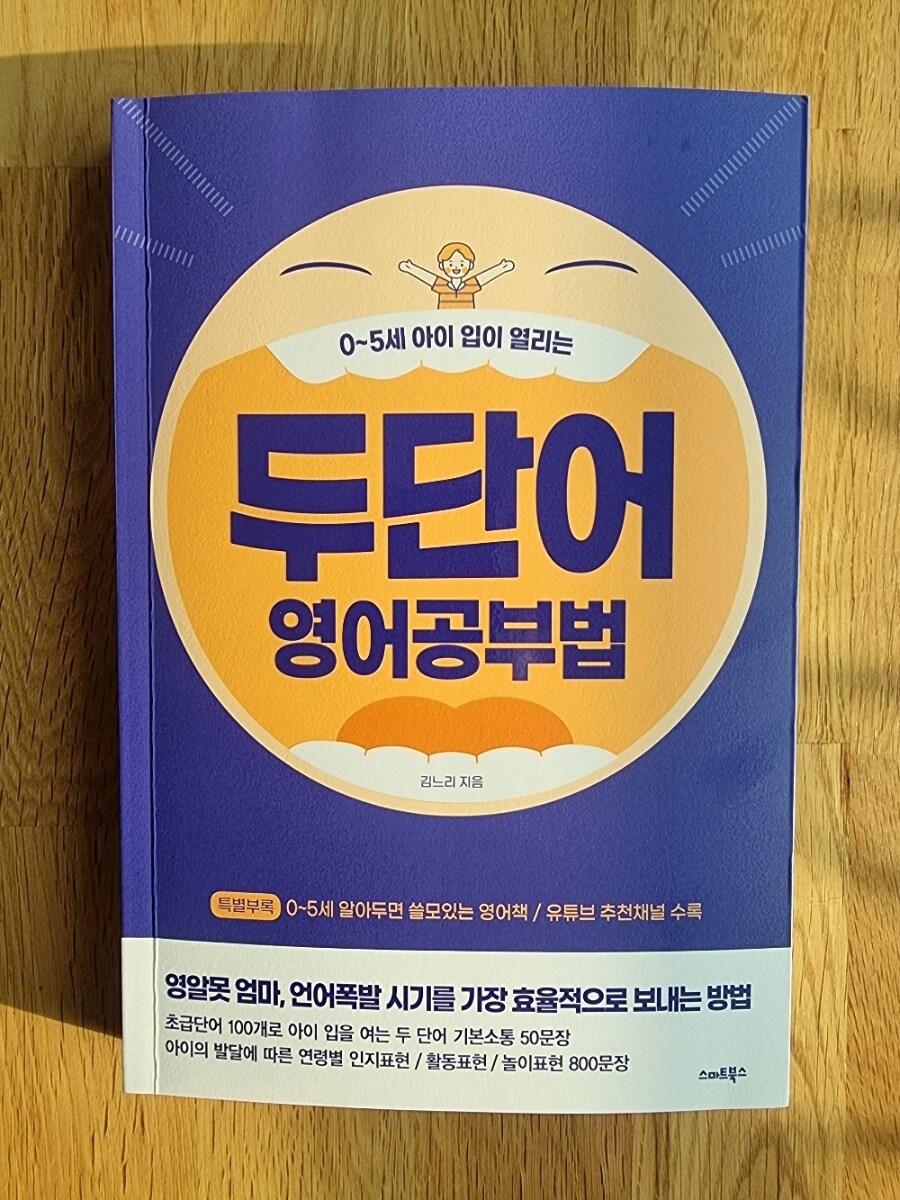 0~5세 아이 입이 열리는
두단어
영어공부법
김느리 지음
특별부록 0~5세 알아두면 쓸모있는 영어책 / 유튜브 추천채널 수록
영알못 엄마, 언어폭발 시기를 가장 효율적으로 보내는 방법
초급단어 100개로 아이 입을 여는 두 단어 기본소통 50문장
아이의 발달에 따른 연령별 인지표현 / 활동표현 / 놀이표현 800문장
스마트북스